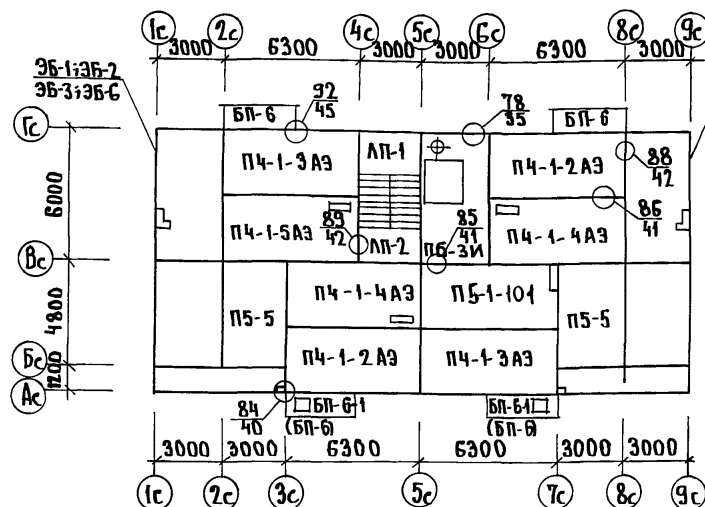 1с 2с 4с 5с 6с 8с 9с
3000 6300 3000 3000 6300 3000
ЭБ-1; ЭБ-2
ЭБ-3; ЭБ-6
БП-6 92 78 БП-6
45 35
Гс
П4-1-3АЭ ЛП-1 П4-1-2АЭ 88
42
6000
89 85 86
42 41 41
П4-1-5АЭ ЛП-2 ПБ-3И П4-1-4АЭ
Вс
П4-1-4АЭ П5-1-101
4800
П5-5 П5-5
Бс
П4-1-2АЭ П4-1-3АЭ
1200
Ас
84 БП-6-1 БП-6-1
40 (БП-6) (БП-6)
3000 3000 6300 6300 3000 3000
1с 2с 3с 5с 7с 8с 9с